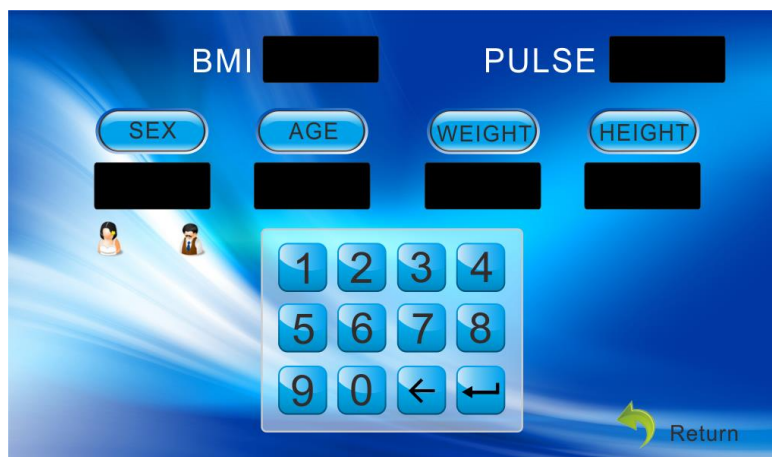 BMI PULSE
SEX AGE WEIGHT HEIGHT
1 2 3 4
5 6 7 8
9 0 ← ↵
Return